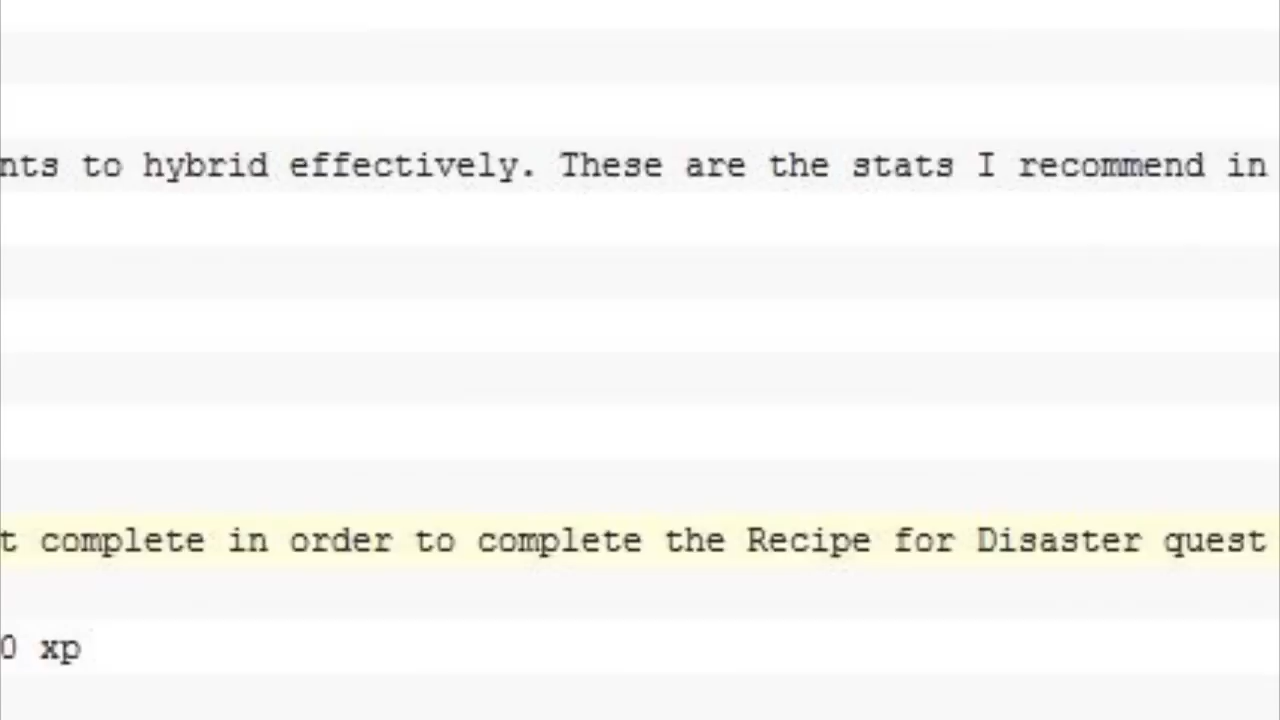 nts to hybrid effectively. These are the stats I recommend in
t complete in order to complete the Recipe for Disaster quest
0 xp